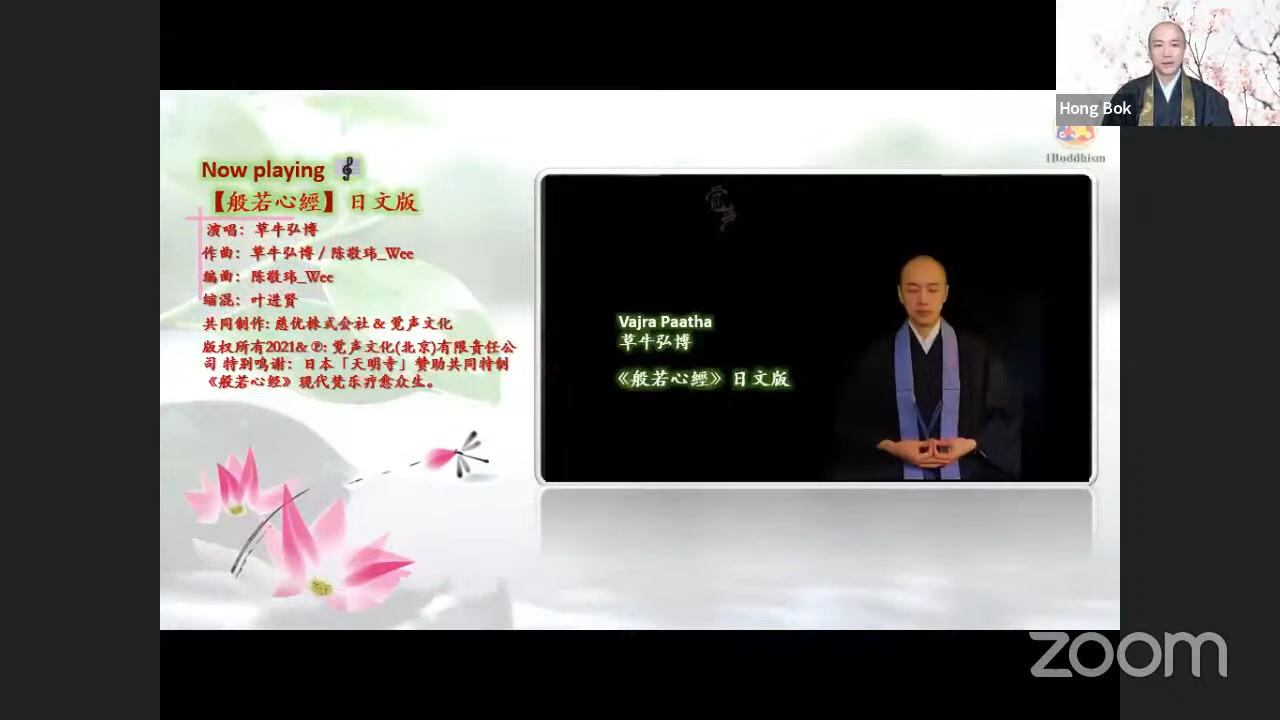 Hong Bok
1Buddhism
Now playing
【般若心經】日文版
演唱：草牛弘博
作曲：草牛弘博 / 陈敬玮_Wee
编曲：陈敬玮_Wee
缩混：叶进贤
共同制作: 慈优株式会社 & 觉声文化
版权所有2021& ℗: 觉声文化(北京)有限责任公
司 特别鸣谢：日本「天明寺」赞助共同特制
《般若心经》现代梵乐疗愈众生。
觉声
Vajra Paatha
草牛弘博
《般若心經》日文版
zoom